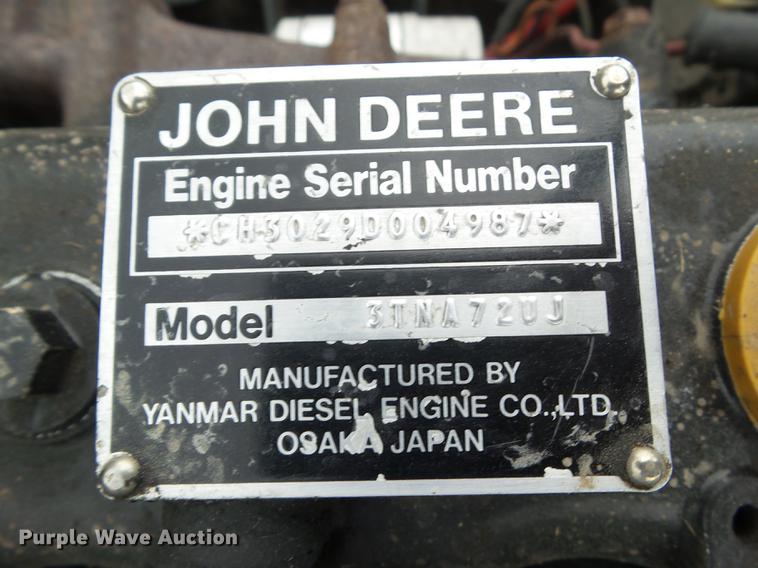 JOHN DEERE
Engine Serial Number
*CH3029D004987*
Model 3TNA72UJ
MANUFACTURED BY
YANMAR DIESEL ENGINE CO.,LTD.
OSAKA JAPAN
Purple Wave Auction